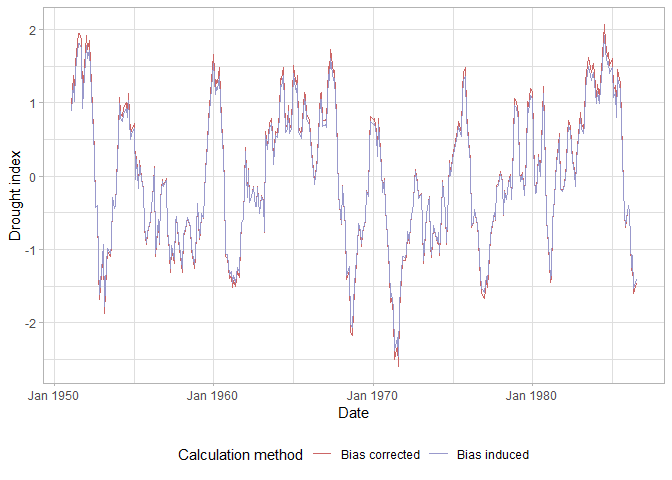 2
1
0
-1
-2
Drought index
Jan 1950 Jan 1960 Jan 1970 Jan 1980
Date
Calculation method Bias corrected Bias induced